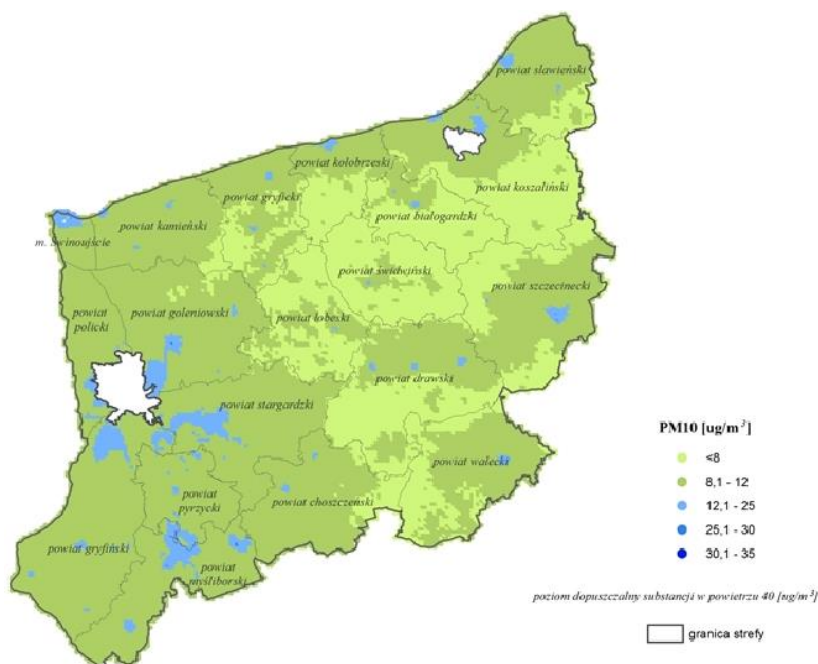 powiat sławieński
powiat kołobrzeski
powiat koszaliński
powiat gryficki
powiat białogardzki
powiat kamieński
m. Świnoujście
powiat świdwiński
powiat szczecinecki
powiat
policki
powiat goleniowski
powiat łobeski
powiat drawski
powiat stargardzki
powiat wałecki
powiat
pyrzycki
powiat choszczeński
powiat gryfiński
powiat
myśliborski
PM10 [ug/m³]
≤8
8,1 - 12
12,1 - 25
25,1 - 30
30,1 - 35
poziom dopuszczalny substancji w powietrzu 40 [ug/m³]
granica strefy